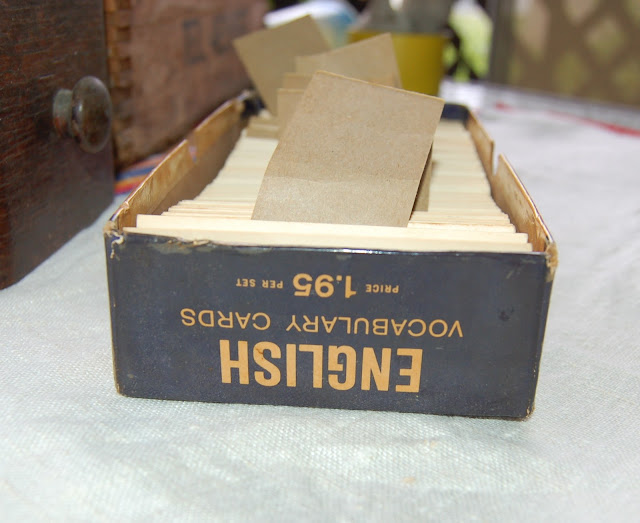 ENGLISH
VOCABULARY CARDS
PRICE 1.95 PER SET